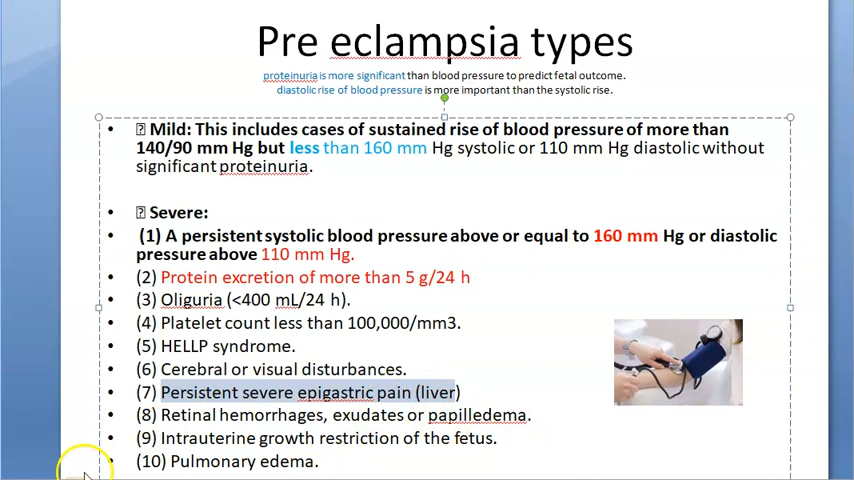 Pre eclampsia types
proteinuria is more significant than blood pressure to predict fetal outcome.
diastolic rise of blood pressure is more important than the systolic rise.
• Mild: This includes cases of sustained rise of blood pressure of more than
140/90 mm Hg but less than 160 mm Hg systolic or 110 mm Hg diastolic without
significant proteinuria.
• Severe:
• (1) A persistent systolic blood pressure above or equal to 160 mm Hg or diastolic
pressure above 110 mm Hg.
• (2) Protein excretion of more than 5 g/24 h
• (3) Oliguria (<400 mL/24 h).
• (4) Platelet count less than 100,000/mm3.
• (5) HELLP syndrome.
• (6) Cerebral or visual disturbances.
• (7) Persistent severe epigastric pain (liver)
• (8) Retinal hemorrhages, exudates or papilledema.
• (9) Intrauterine growth restriction of the fetus.
• (10) Pulmonary edema.